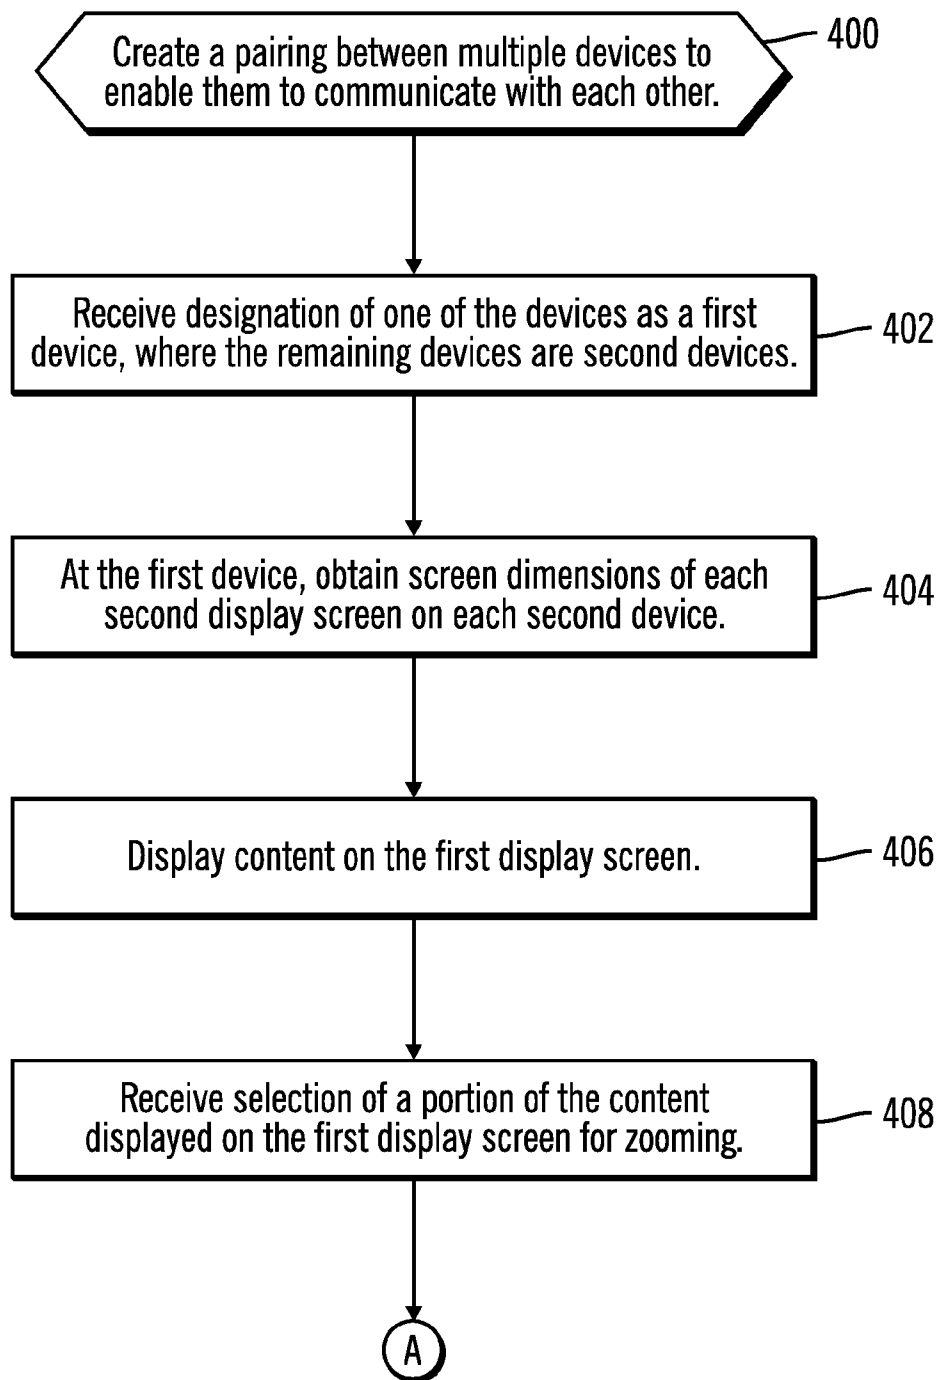 Create a pairing between multiple devices to
enable them to communicate with each other.
400
Receive designation of one of the devices as a first
device, where the remaining devices are second devices.
402
At the first device, obtain screen dimensions of each
second display screen on each second device.
404
Display content on the first display screen.
406
Receive selection of a portion of the content
displayed on the first display screen for zooming.
408
A